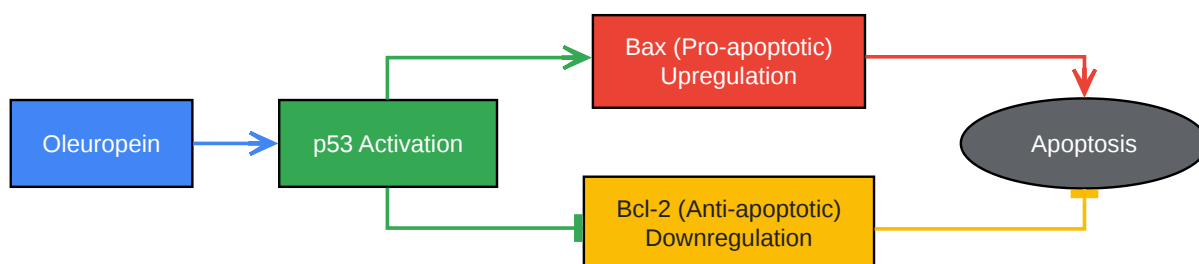 Oleuropein
p53 Activation
Bax (Pro-apoptotic)
Upregulation
Bcl-2 (Anti-apoptotic)
Downregulation
Apoptosis